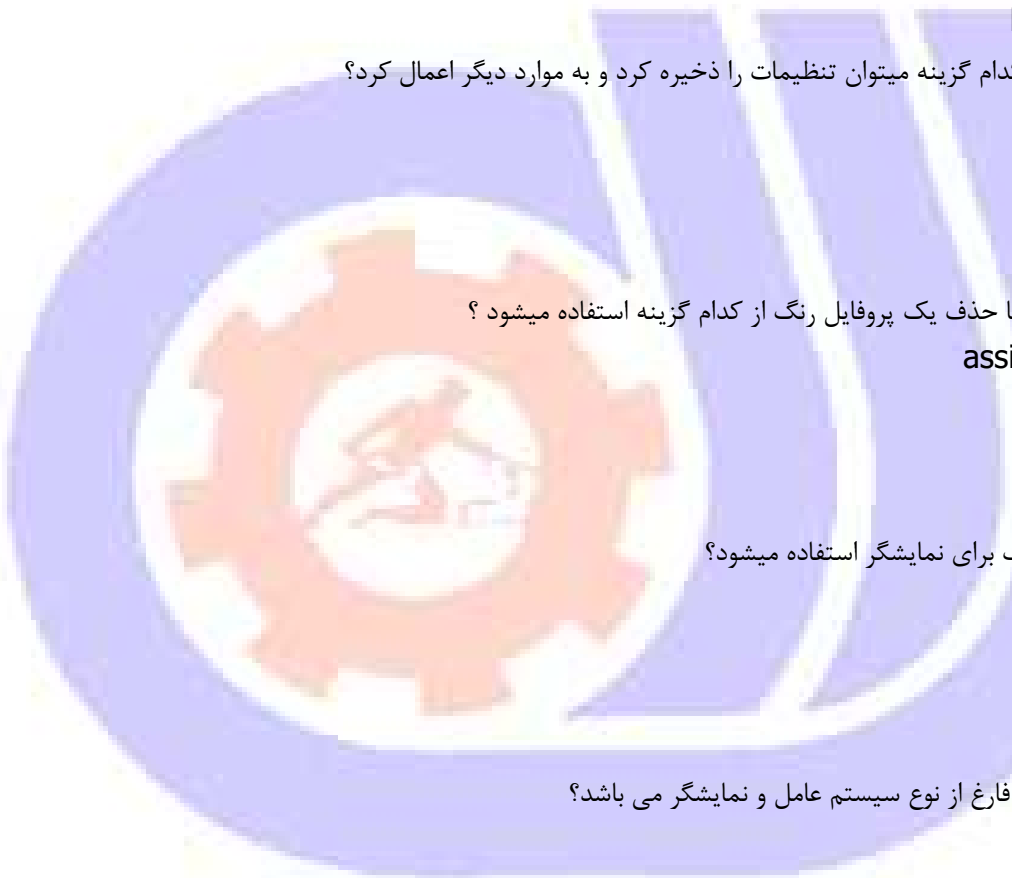 کدام گزینه میتوان تنظیمات را ذخیره کرد و به موارد دیگر اعمال کرد؟
حذف یک پروفایل رنگ از کدام گزینه استفاده میشود ؟
assi
برای نمایشگر استفاده میشود؟
فارغ از نوع سیستم عامل و نمایشگر می باشد؟